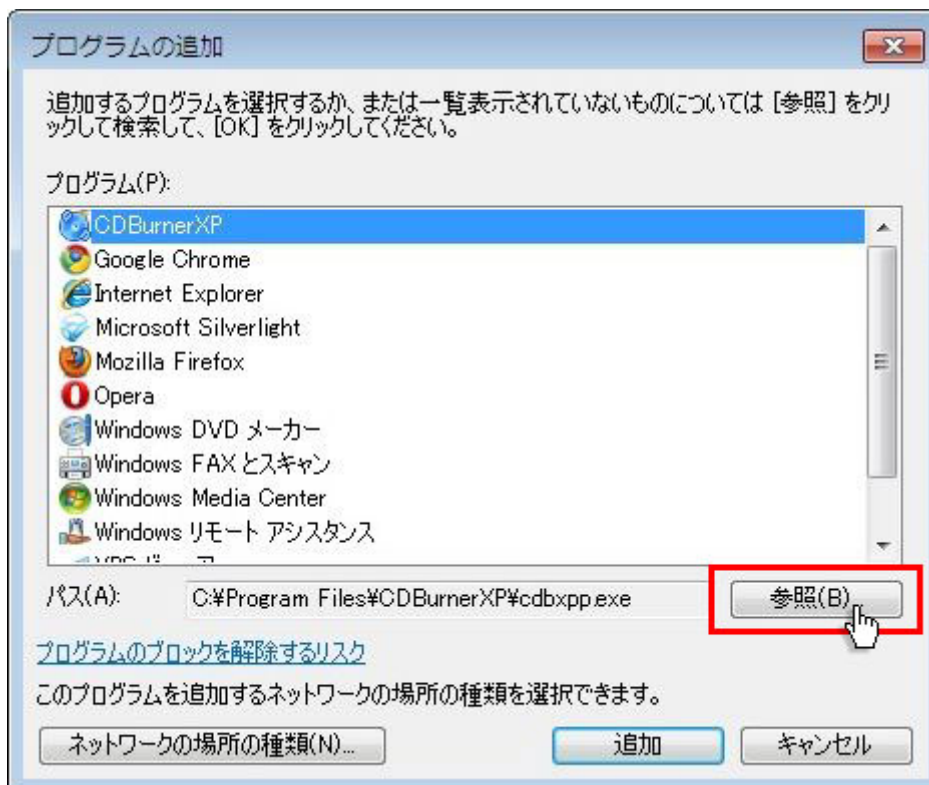 プログラムの追加
追加するプログラムを選択するか、または一覧表示されていないものについては [参照] をクリ
ックして検索して、[OK] をクリックしてください。
プログラム(P):
CDBurnerXP
Google Chrome
Internet Explorer
Microsoft Silverlight
Mozilla Firefox
Opera
Windows DVD メーカー
Windows FAX とスキャン
Windows Media Center
Windows リモート アシスタンス
パス(A): C:¥Program Files¥CDBurnerXP¥cdbxpp.exe 参照(B)...
プログラムのブロックを解除するリスク
このプログラムを追加するネットワークの場所の種類を選択できます。
ネットワークの場所の種類(N)... 追加 キャンセル